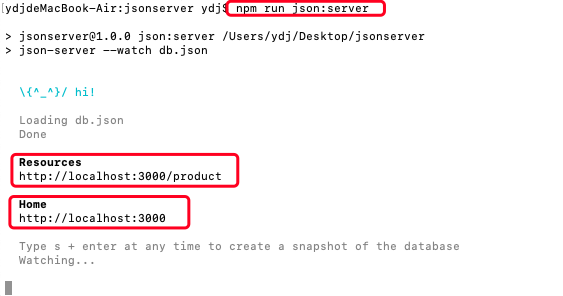 ydjdeMacBook-Air:jsonserver ydj$ npm run json:server
> jsonserver@1.0.0 json:server /Users/ydj/Desktop/jsonserver
> json-server --watch db.json
\{^_^}/ hi!
Loading db.json
Done
Resources
http://localhost:3000/product
Home
http://localhost:3000
Type s + enter at any time to create a snapshot of the database
Watching...